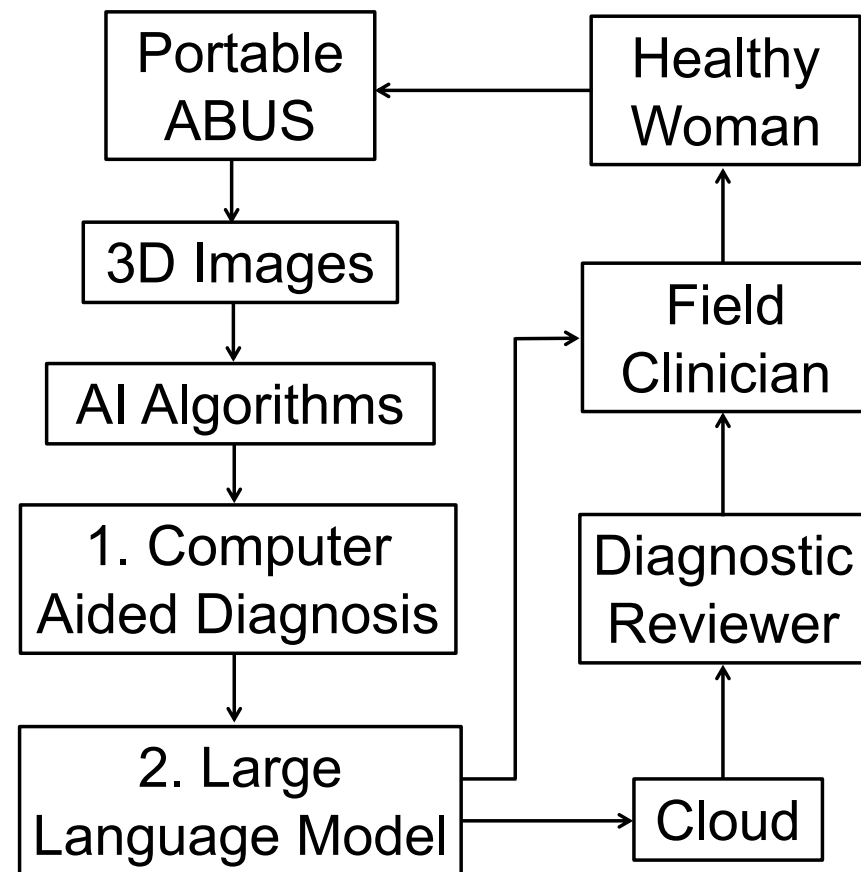 Portable
ABUS
Healthy
Woman
3D Images
Field
Clinician
AI Algorithms
1. Computer
Aided Diagnosis
Diagnostic
Reviewer
2. Large
Language Model
Cloud